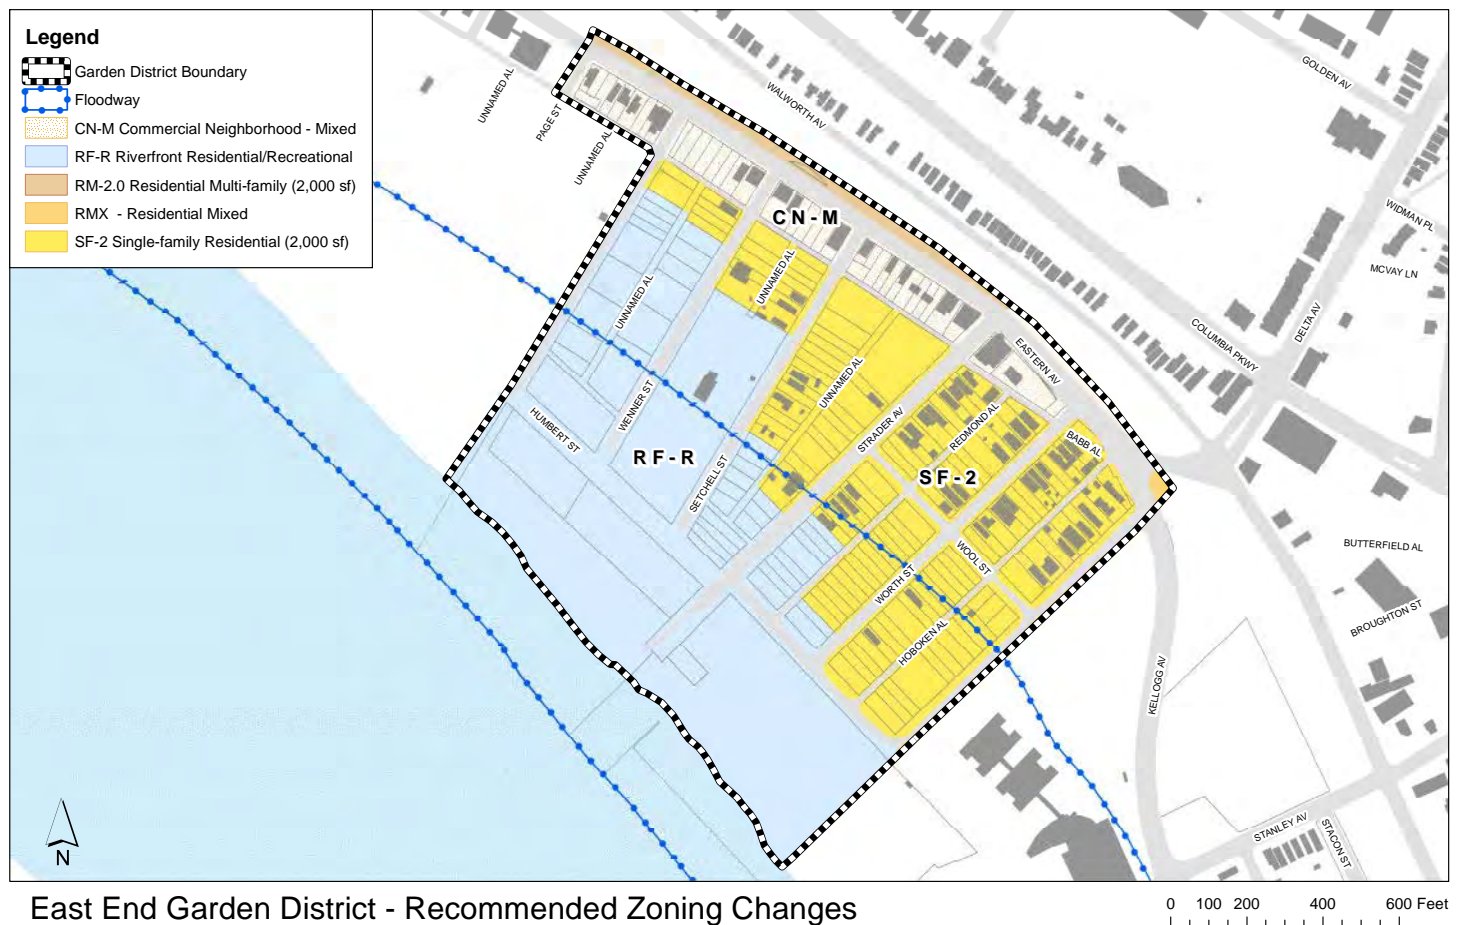 Legend
Garden District Boundary
Floodway
CN-M Commercial Neighborhood - Mixed
RF-R Riverfront Residential/Recreational
RM-2.0 Residential Multi-family (2,000 sf)
RMX - Residential Mixed
SF-2 Single-family Residential (2,000 sf)
UNNAMED AL
PAGE ST
UNNAMED AL
WALWORTH AV
GOLDEN AV
WIDMAN PL
MCVAY LN
DELTA AV
COLUMBIA PKWY
CN-M
UNNAMED AL
UNNAMED AL
EASTERN AV
UNNAMED AL
WENNER ST
HUMBERT ST
STRADER AV
REDMOND AL
BABB AL
RF-R
SETCHELL ST
SF-2
WOOL ST
WORTH ST
HOBOKEN AL
BUTTERFIELD AL
BROUGHTON ST
KELLOGG AV
STANLEY AV
STACON ST
N
East End Garden District - Recommended Zoning Changes
0 100 200 400 600 Feet